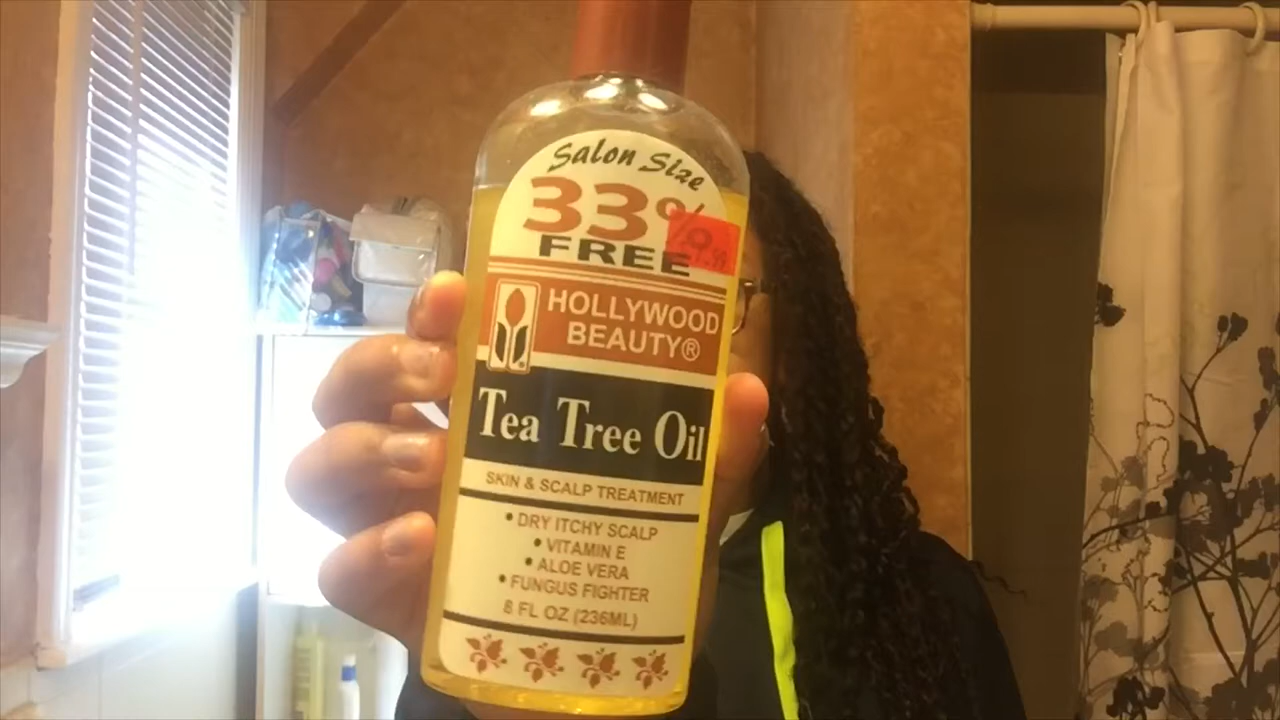 Salon Size
33%
FREE
HOLLYWOOD
BEAUTY®
Tea Tree Oil
SKIN & SCALP TREATMENT
• DRY ITCHY SCALP
• VITAMIN E
• ALOE VERA
• FUNGUS FIGHTER
8 FL OZ (236ML)